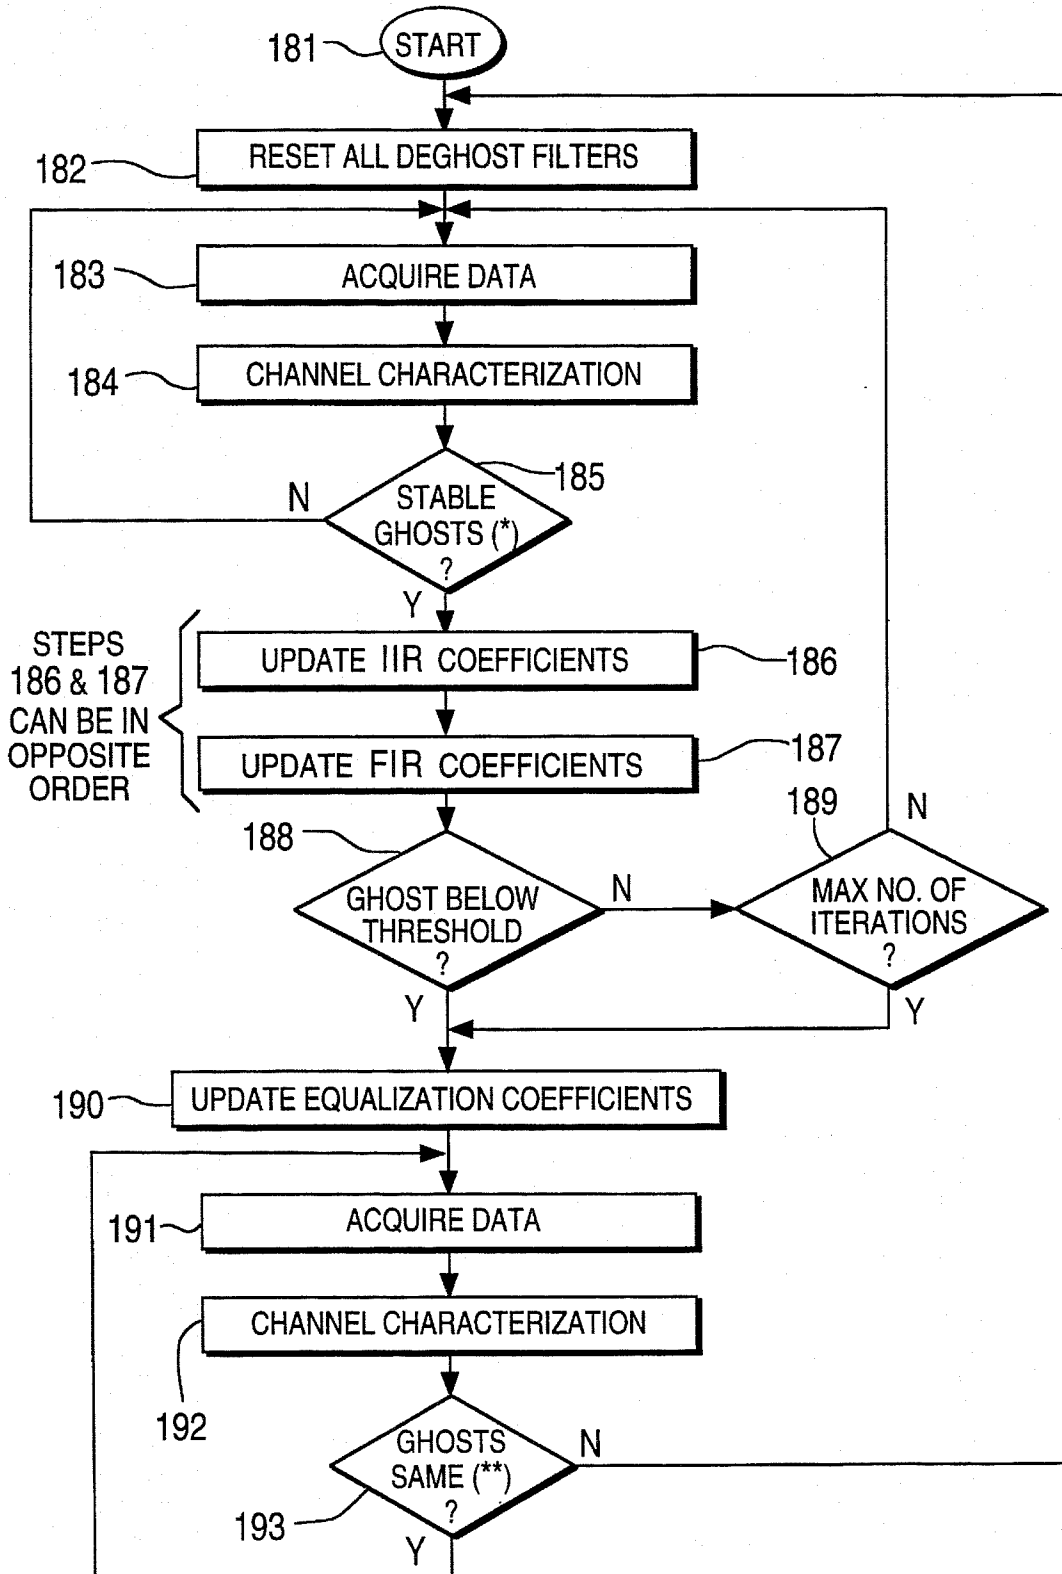 181
START
182
RESET ALL DEGHOST FILTERS
183
ACQUIRE DATA
184
CHANNEL CHARACTERIZATION
185
STABLE
GHOSTS (*)
?
N
Y
STEPS
186 & 187
CAN BE IN
OPPOSITE
ORDER
UPDATE IIR COEFFICIENTS
186
UPDATE FIR COEFFICIENTS
187
188
GHOST BELOW
THRESHOLD
?
N
Y
189
MAX NO. OF
ITERATIONS
?
N
Y
190
UPDATE EQUALIZATION COEFFICIENTS
191
ACQUIRE DATA
CHANNEL CHARACTERIZATION
192
GHOSTS
SAME (**)
?
N
193
Y